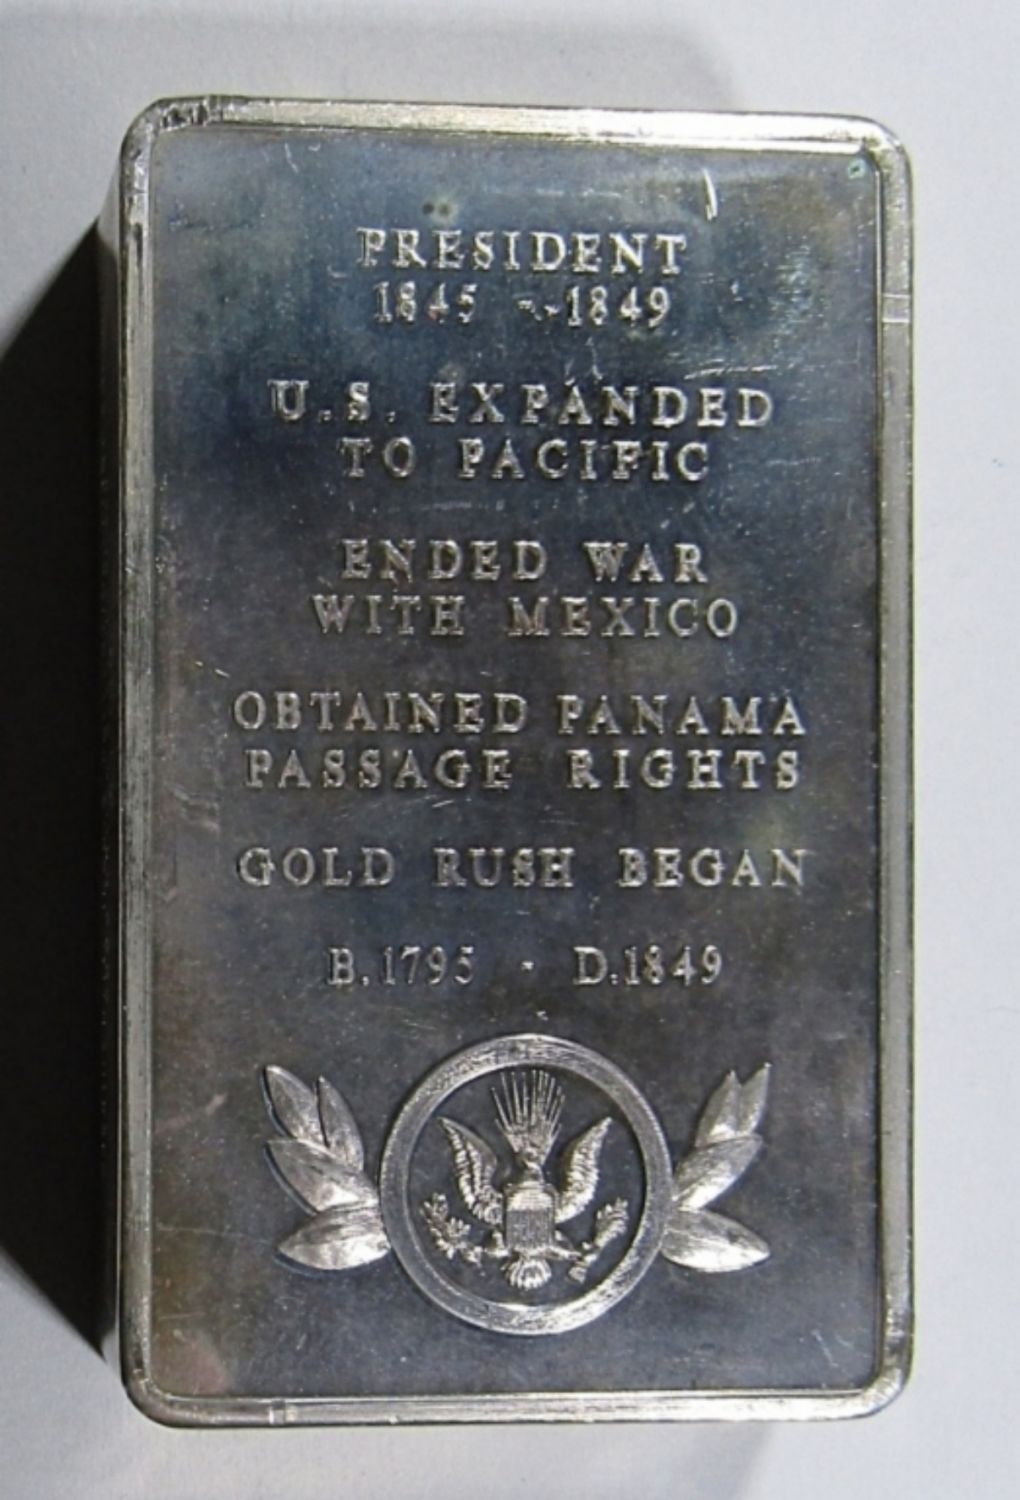 PRESIDENT
1845 - 1849
U.S. EXPANDED
TO PACIFIC
ENDED WAR
WITH MEXICO
OBTAINED PANAMA
PASSAGE RIGHTS
GOLD RUSH BEGAN
B.1795 · D.1849